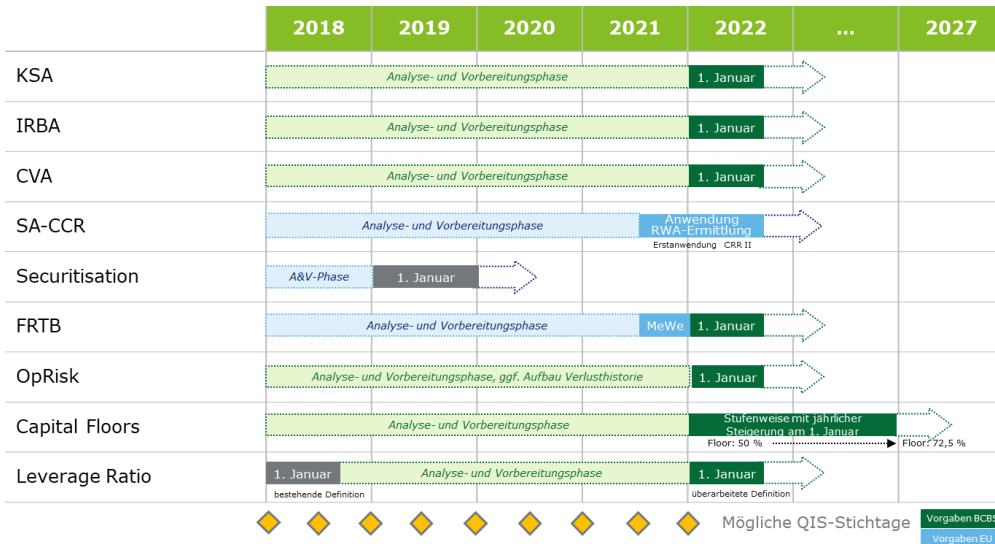 2018 2019 2020 2021 2022 ... 2027
KSA Analyse- und Vorbereitungsphase 1. Januar
IRBA Analyse- und Vorbereitungsphase 1. Januar
CVA Analyse- und Vorbereitungsphase 1. Januar
SA-CCR Analyse- und Vorbereitungsphase Anwendung
RWA-Ermittlung
Erstanwendung CRR II
Securitisation A&V-Phase 1. Januar
FRTB Analyse- und Vorbereitungsphase MeWe 1. Januar
OpRisk Analyse- und Vorbereitungsphase, ggf. Aufbau Verlusthistorie 1. Januar
Capital Floors Analyse- und Vorbereitungsphase Stufenweise mit jährlicher
Steigerung am 1. Januar
Floor: 50 % Floor: 72,5 %
Leverage Ratio 1. Januar Analyse- und Vorbereitungsphase 1. Januar
bestehende Definition überarbeitete Definition
Mögliche QIS-Stichtage Vorgaben BCBS
Vorgaben EU